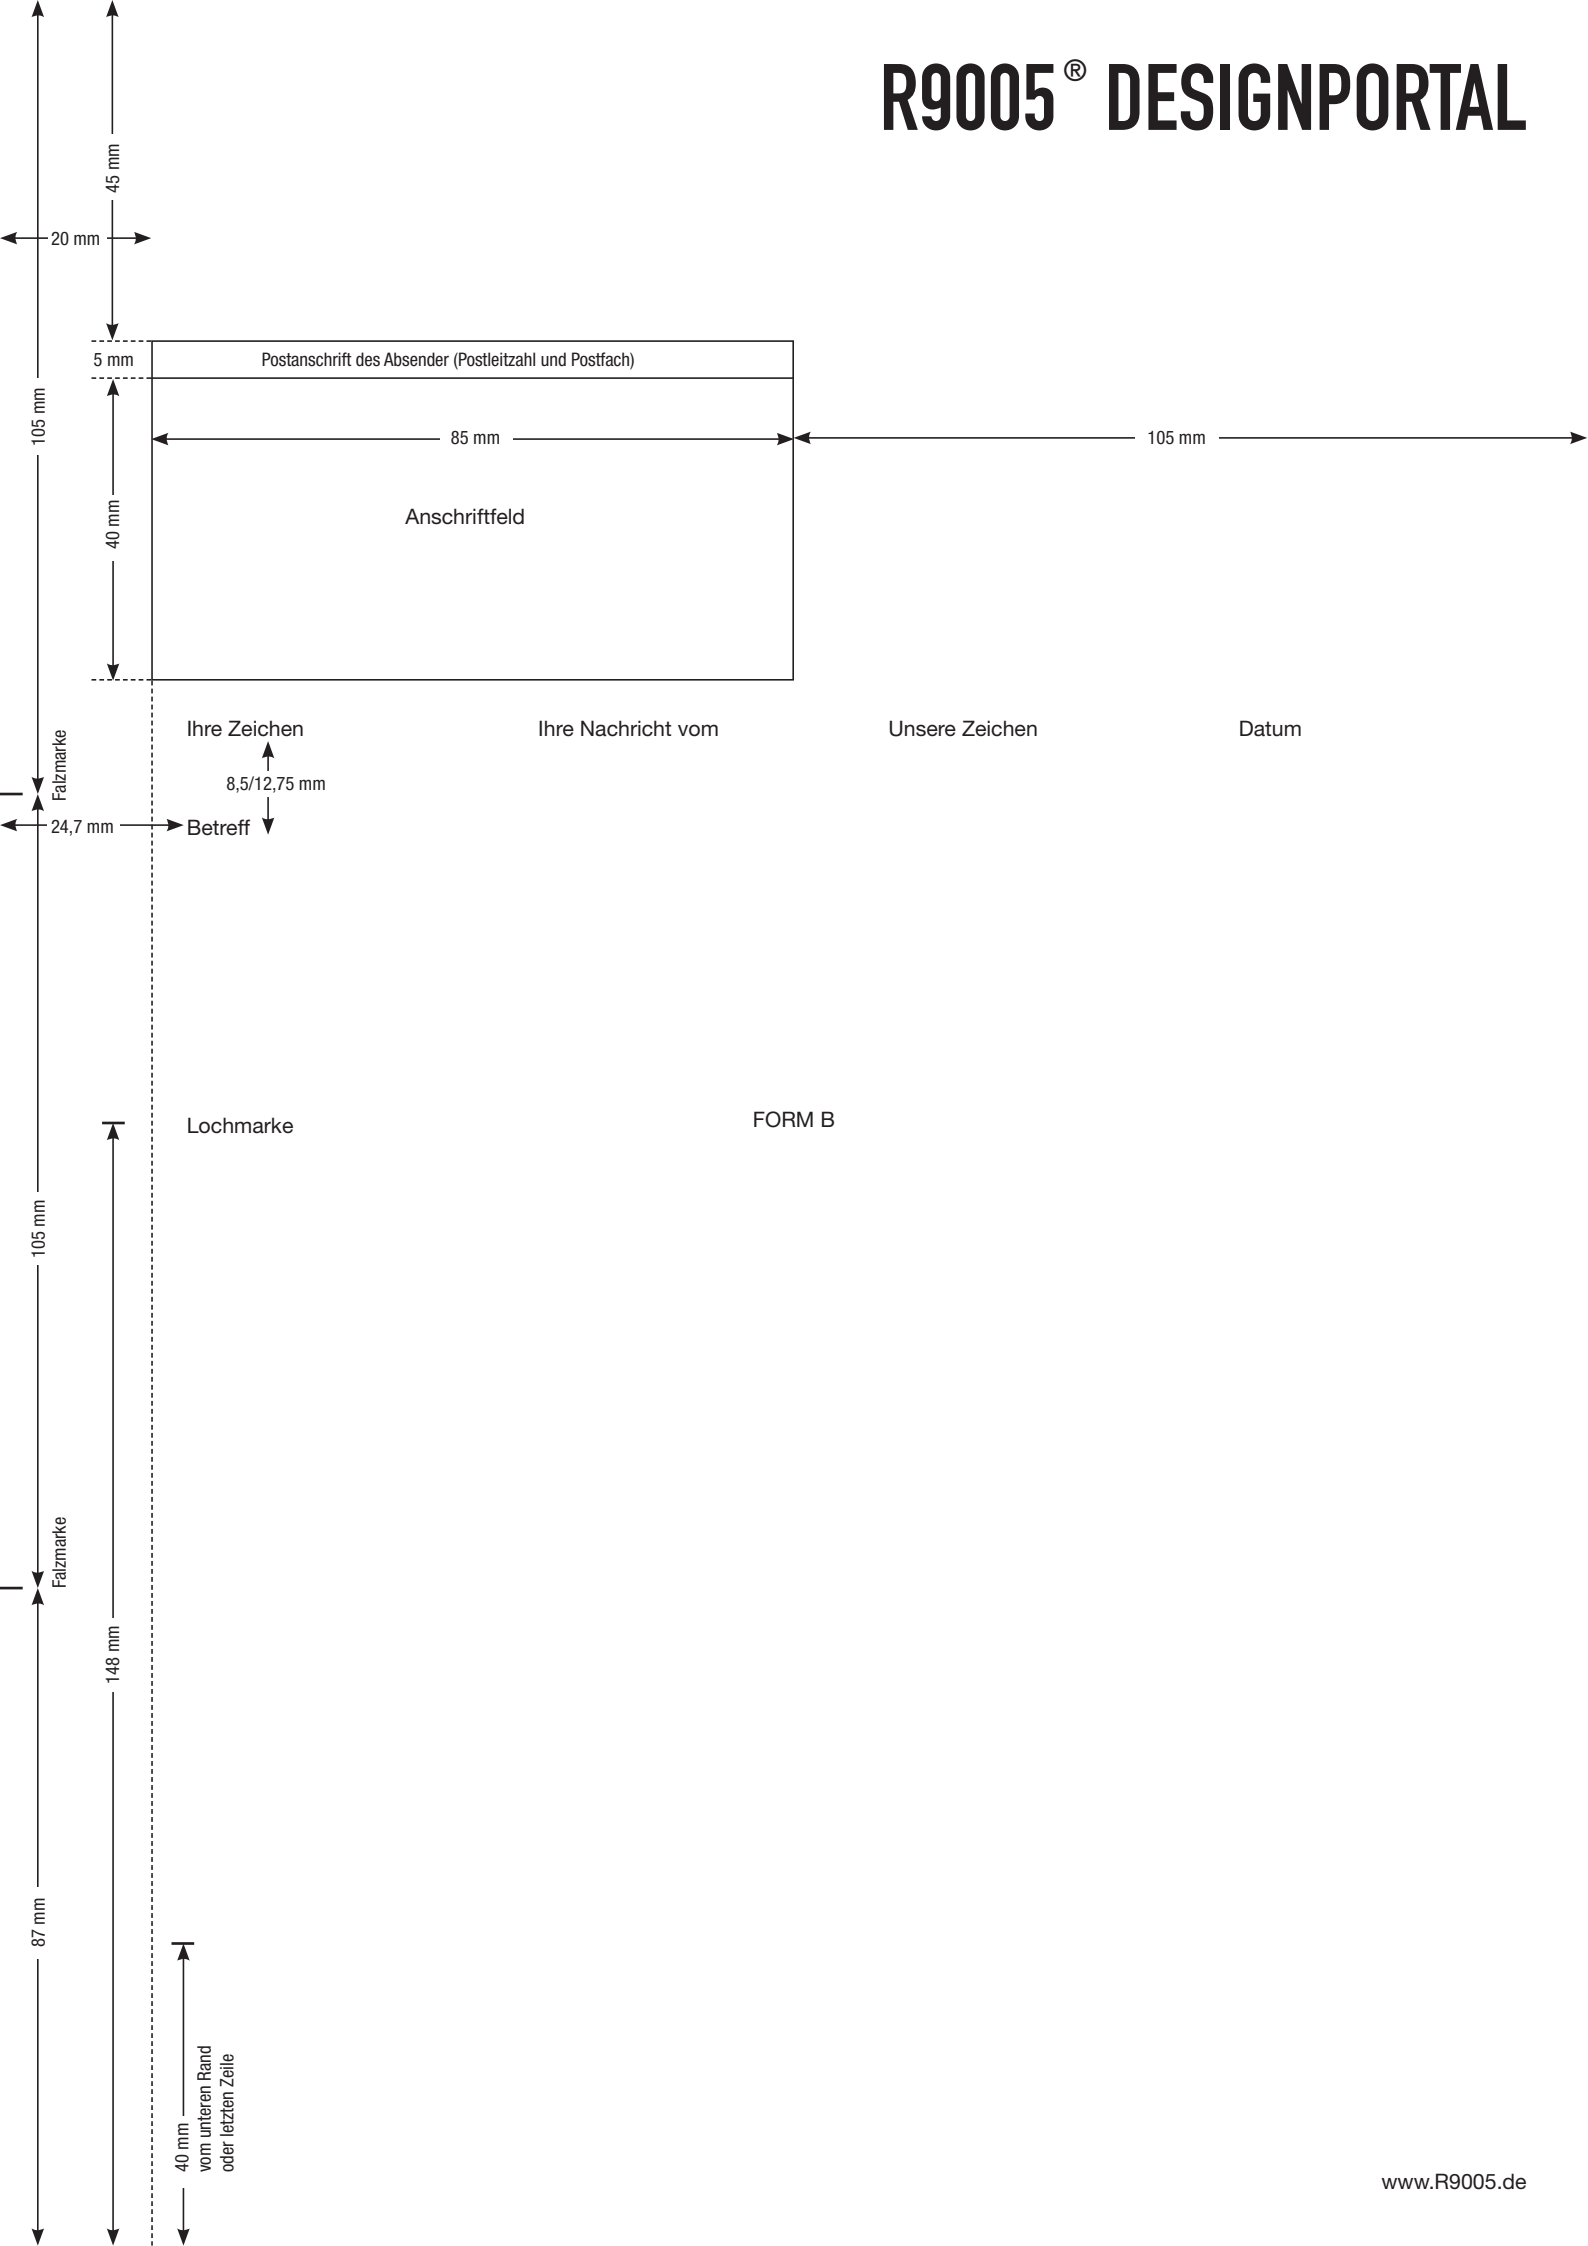 R9005® DESIGNPORTAL
45 mm
20 mm
5 mm
Postanschrift des Absender (Postleitzahl und Postfach)
105 mm
85 mm
105 mm
40 mm
Anschriftfeld
Ihre Zeichen
Ihre Nachricht vom
Unsere Zeichen
Datum
Falzmarke
8,5/12,75 mm
24,7 mm
Betreff
Lochmarke
FORM B
105 mm
Falzmarke
148 mm
87 mm
40 mm
vom unteren Rand
oder letzten Zeile
www.R9005.de